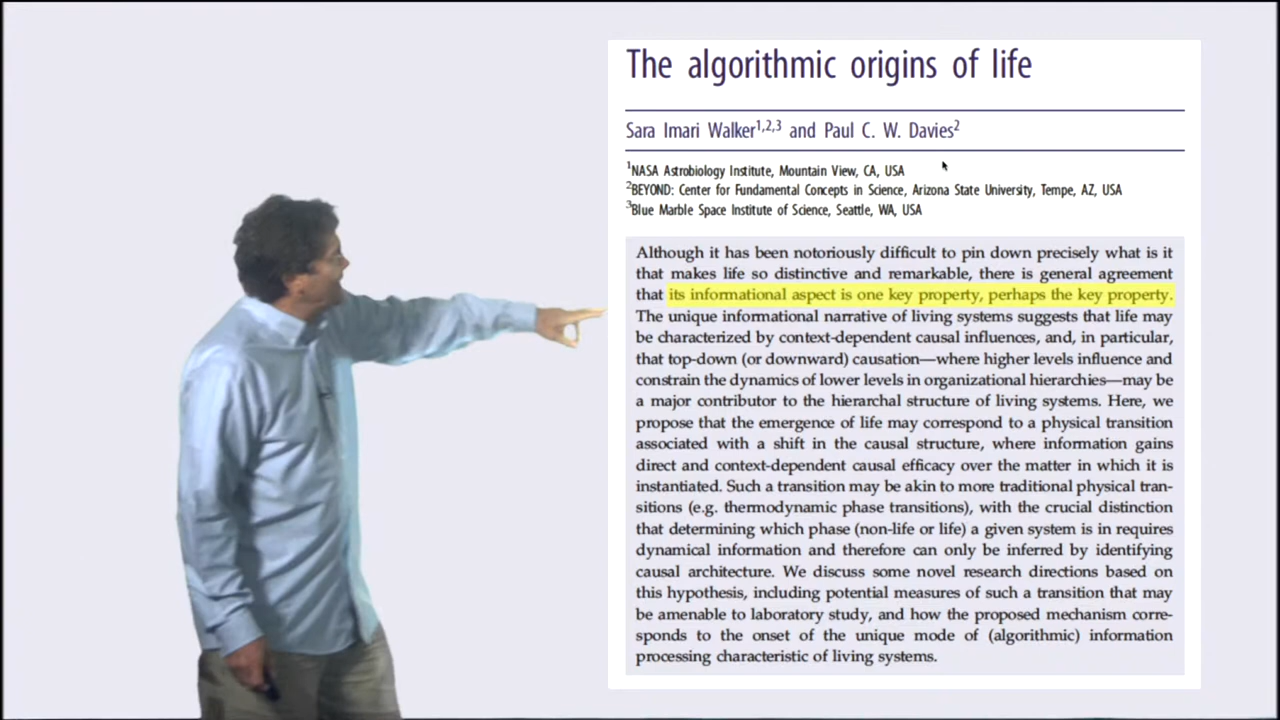 The algorithmic origins of life
Sara Imari Walker1,2,3 and Paul C. W. Davies2
1NASA Astrobiology Institute, Mountain View, CA, USA
2BEYOND: Center for Fundamental Concepts in Science, Arizona State University, Tempe, AZ, USA
3Blue Marble Space Institute of Science, Seattle, WA, USA
Although it has been notoriously difficult to pin down precisely what is it
that makes life so distinctive and remarkable, there is general agreement
that its informational aspect is one key property, perhaps the key property.
The unique informational narrative of living systems suggests that life may
be characterized by context-dependent causal influences, and, in particular,
that top-down (or downward) causation—where higher levels influence and
constrain the dynamics of lower levels in organizational hierarchies—may be
a major contributor to the hierarchal structure of living systems. Here, we
propose that the emergence of life may correspond to a physical transition
associated with a shift in the causal structure, where information gains
direct and context-dependent causal efficacy over the matter in which it is
instantiated. Such a transition may be akin to more traditional physical tran-
sitions (e.g. thermodynamic phase transitions), with the crucial distinction
that determining which phase (non-life or life) a given system is in requires
dynamical information and therefore can only be inferred by identifying
causal architecture. We discuss some novel research directions based on
this hypothesis, including potential measures of such a transition that may
be amenable to laboratory study, and how the proposed mechanism corre-
sponds to the onset of the unique mode of (algorithmic) information
processing characteristic of living systems.